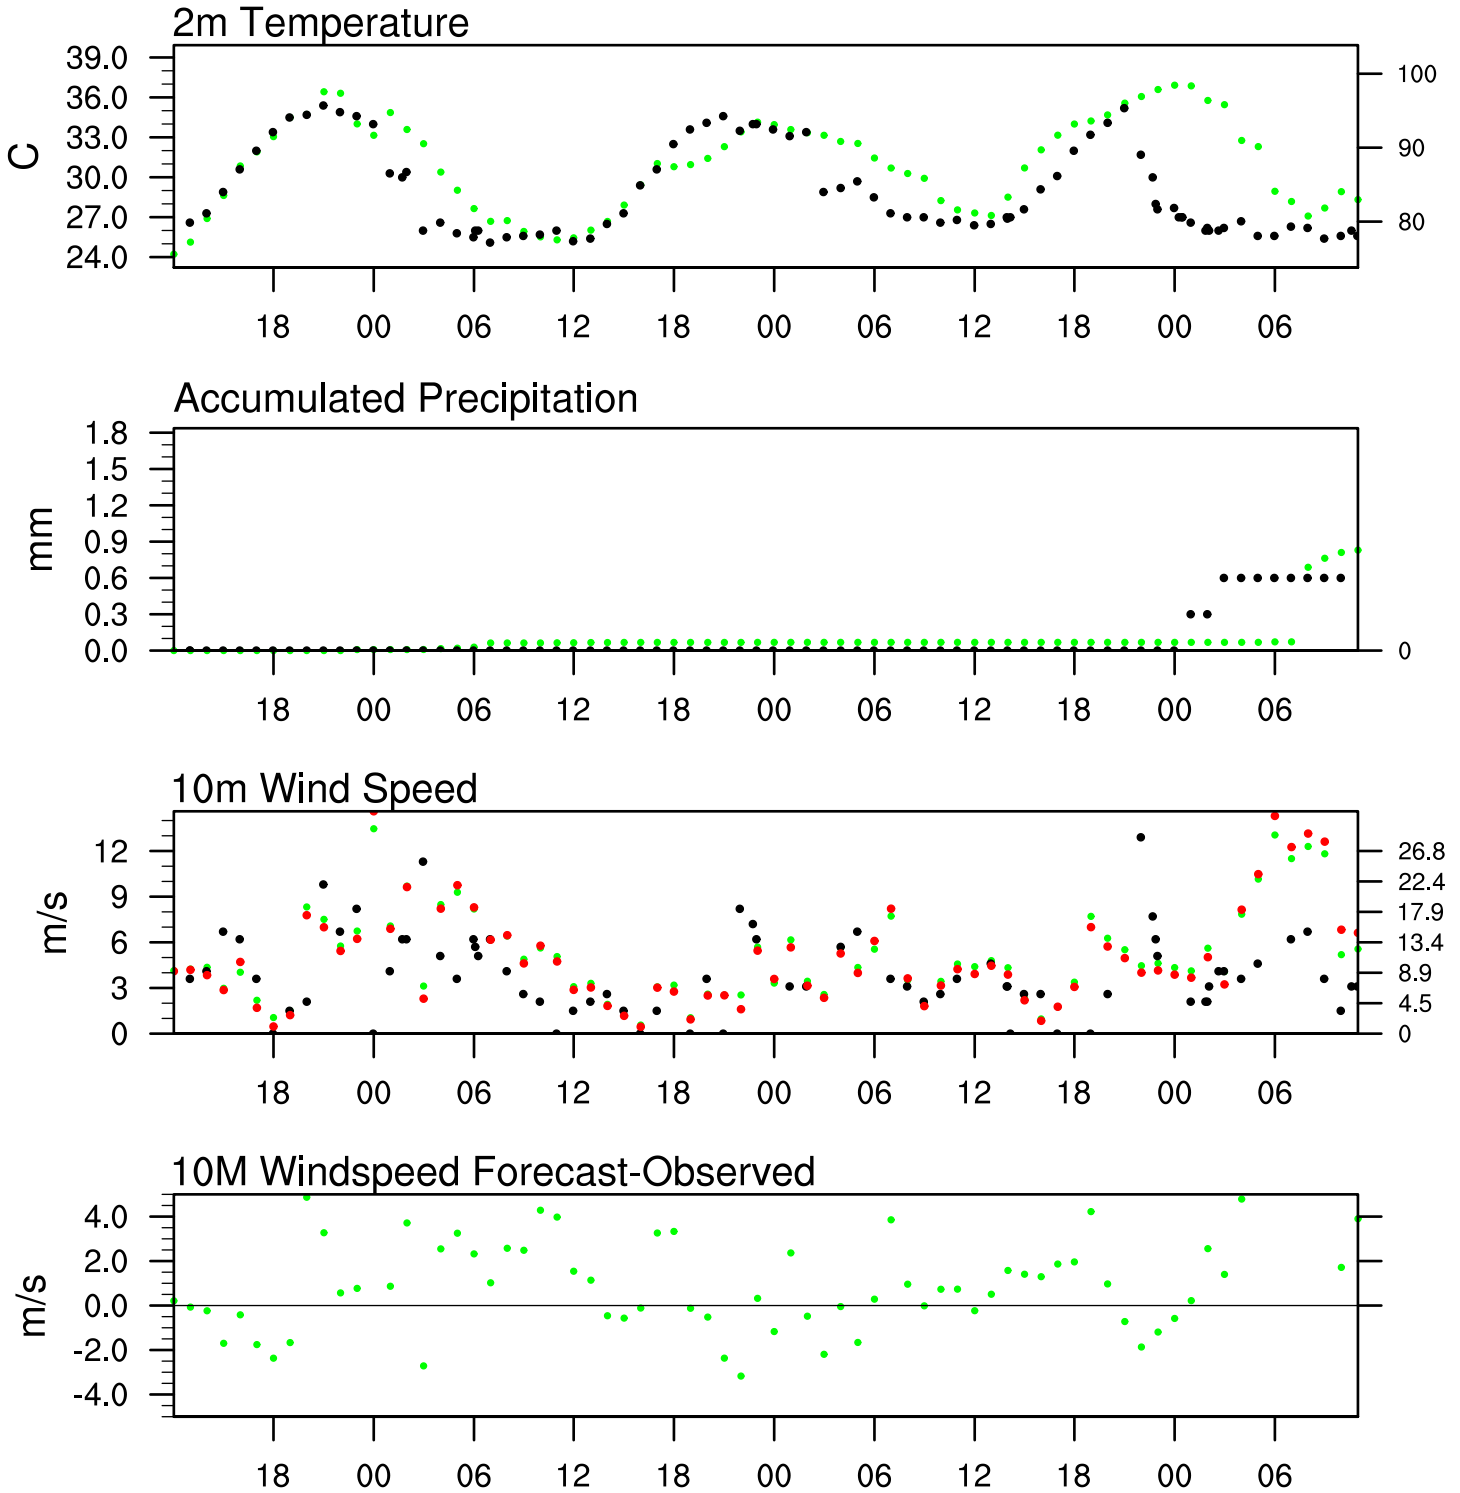 2m Temperature
39.0
36.0
33.0
30.0
27.0
24.0
C
100
90
80
18 00 06 12 18 00 06 12 18 00 06
Accumulated Precipitation
1.8
1.5
1.2
0.9
0.6
0.3
0.0
mm
0
18 00 06 12 18 00 06 12 18 00 06
10m Wind Speed
12
9
6
3
0
m/s
26.8
22.4
17.9
13.4
8.9
4.5
0
18 00 06 12 18 00 06 12 18 00 06
10M Windspeed Forecast-Observed
4.0
2.0
0.0
-2.0
-4.0
m/s
18 00 06 12 18 00 06 12 18 00 06